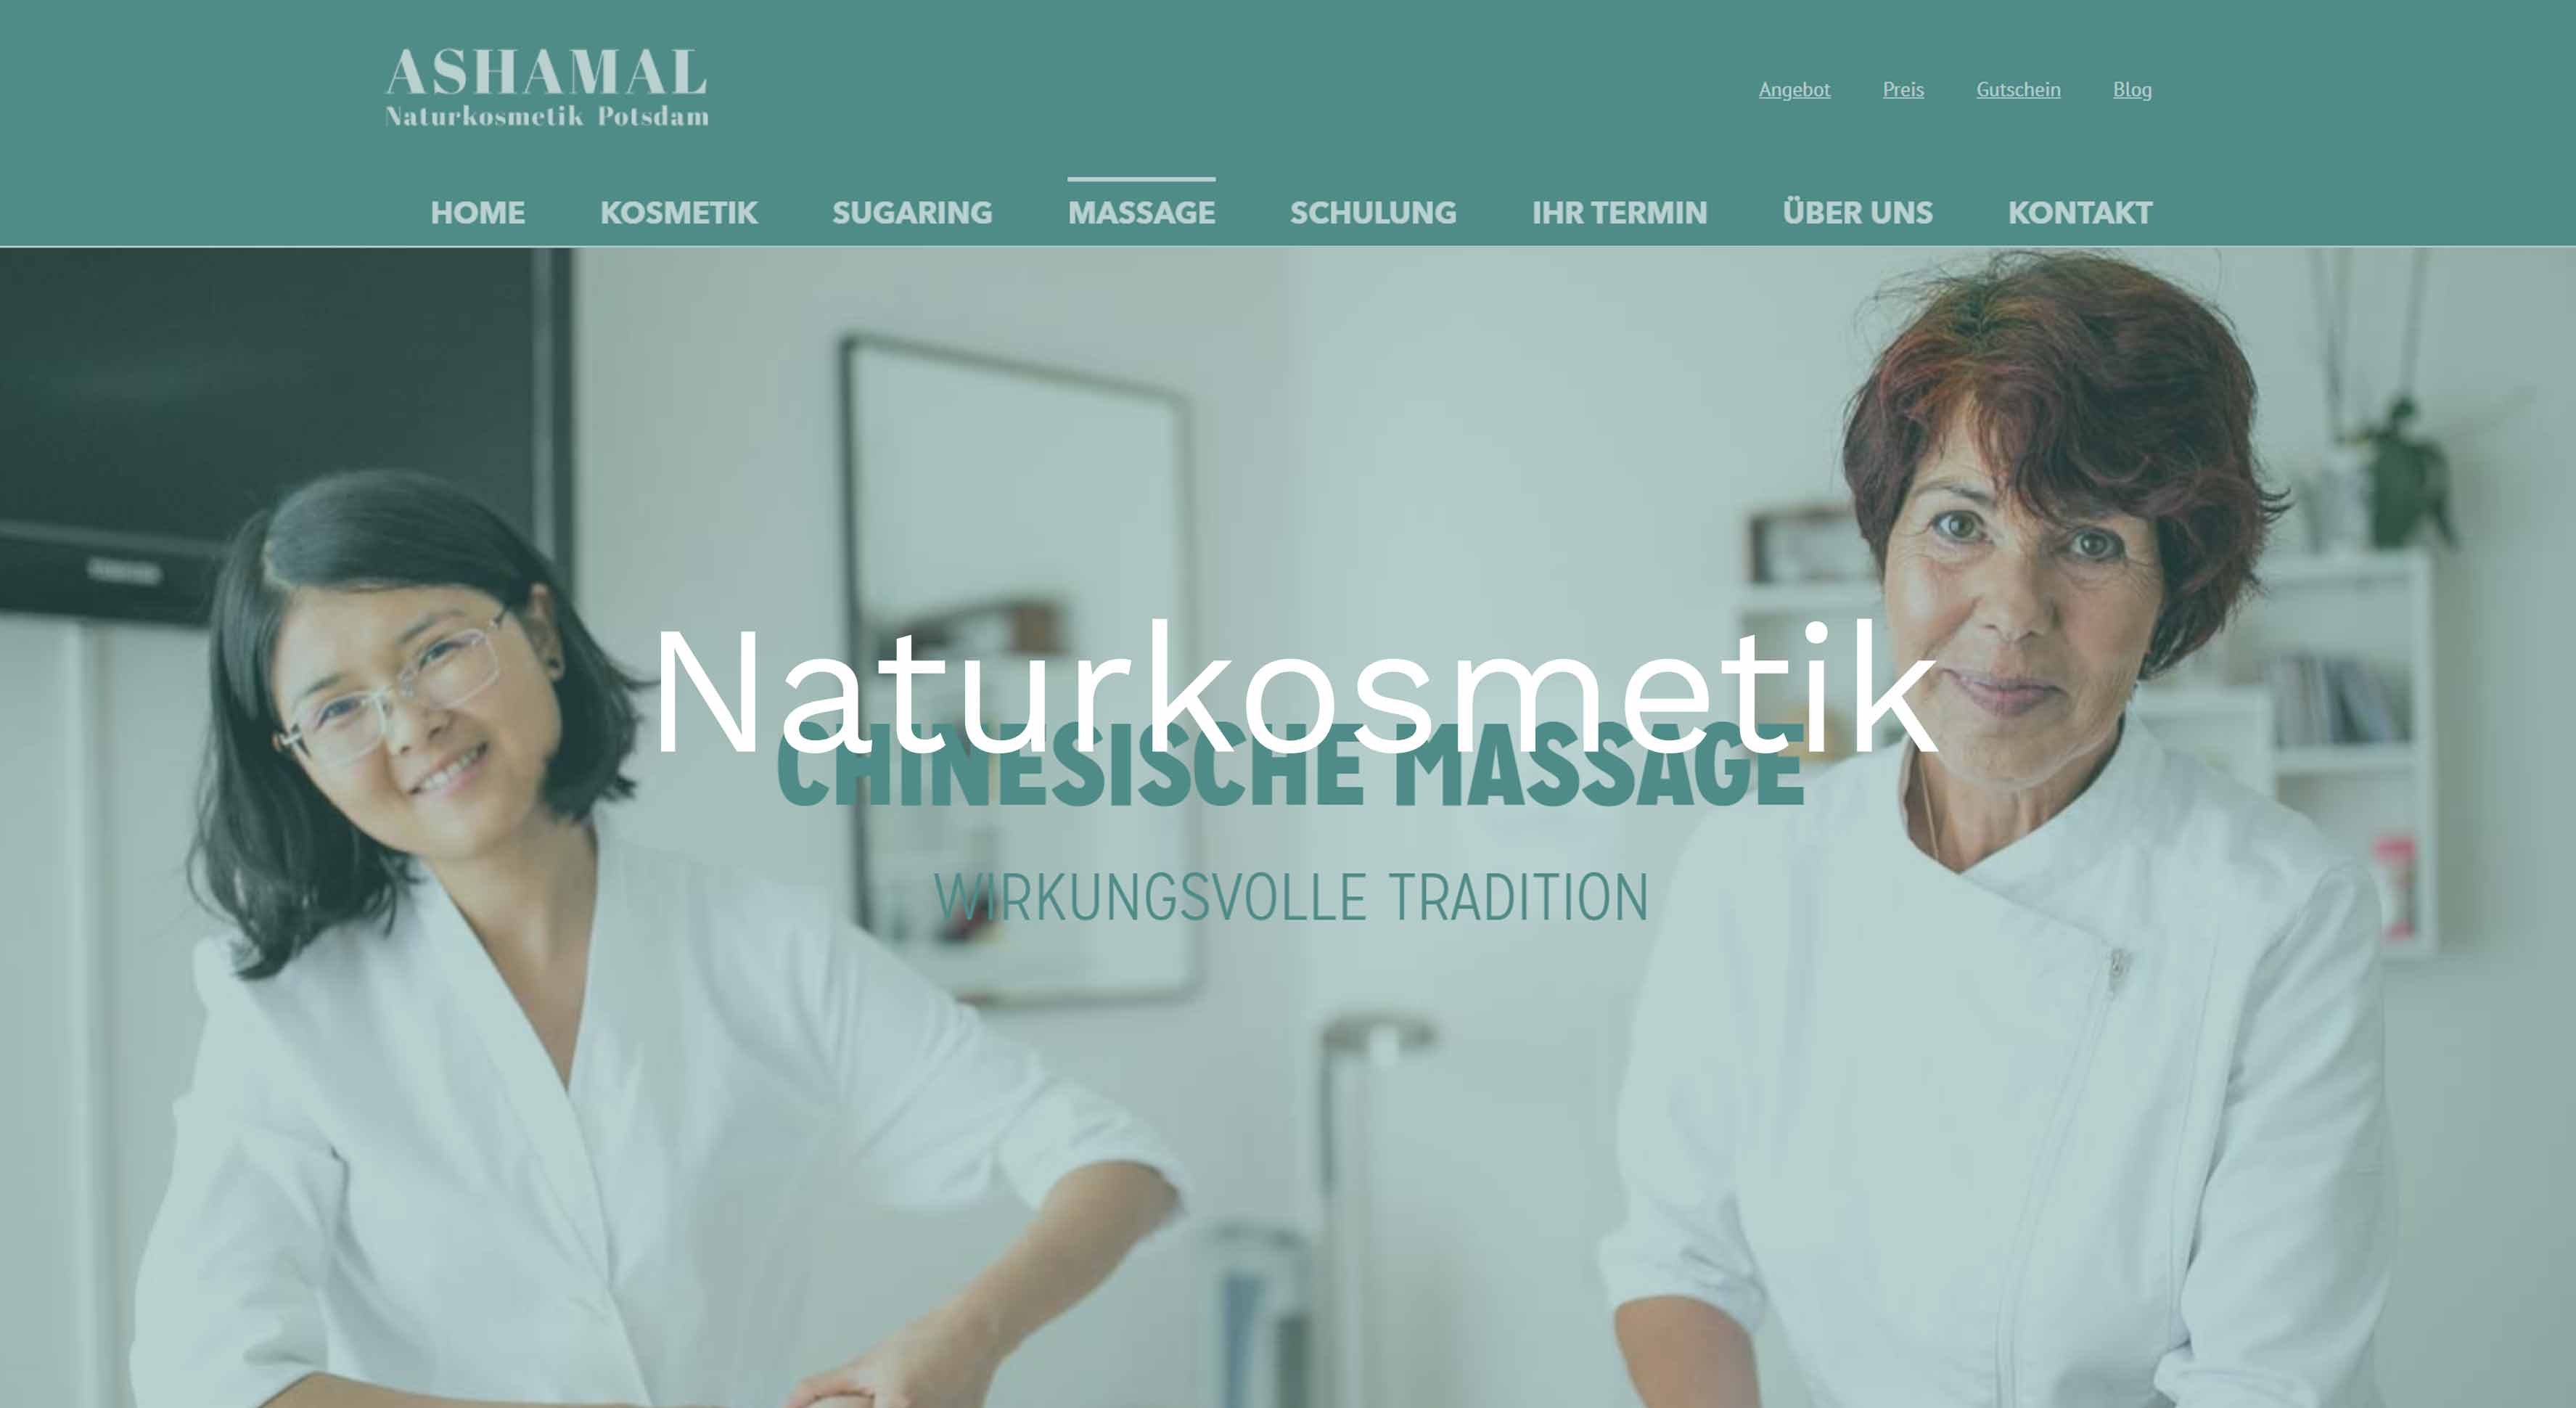 ASHAMAL
Naturkosmetik Potsdam
Angebot Preis Gutschein Blog
HOME KOSMETIK SUGARING MASSAGE SCHULUNG IHR TERMIN ÜBER UNS KONTAKT
Naturkosmetik
CHINESISCHE MASSAGE
WIRKUNGSVOLLE TRADITION